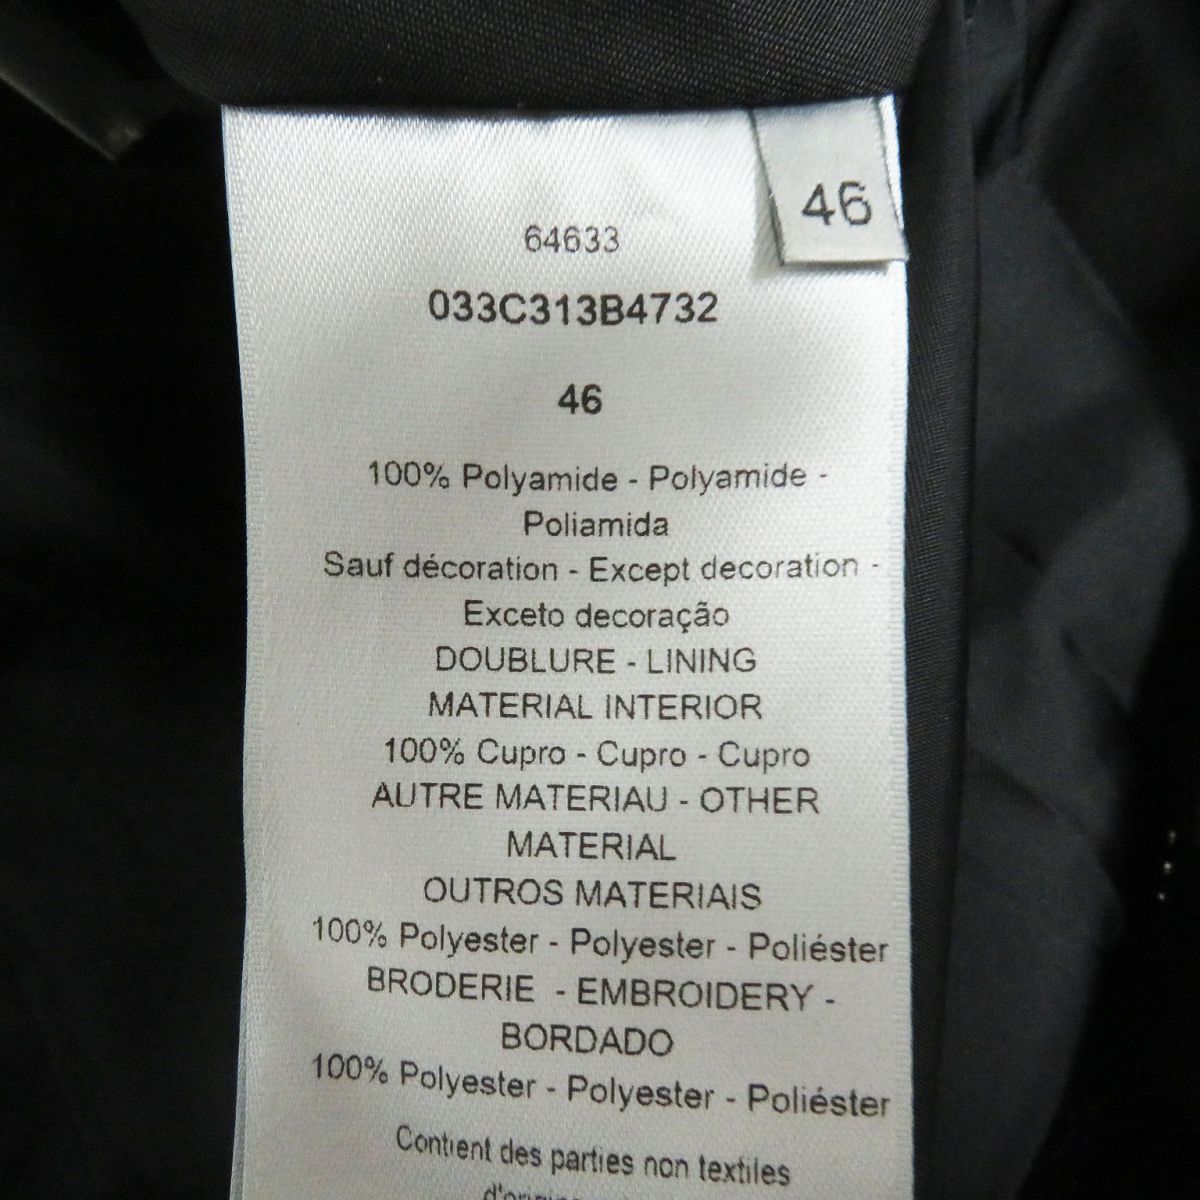 46
64633
033C313B4732
46
100% Polyamide - Polyamide -
Poliamida
Sauf décoration - Except decoration -
Exceto decoração
DOUBLURE - LINING
MATERIAL INTERIOR
100% Cupro - Cupro - Cupro
AUTRE MATERIAU - OTHER
MATERIAL
OUTROS MATERIAIS
100% Polyester - Polyester - Poliéster
BRODERIE - EMBROIDERY -
BORDADO
100% Polyester - Polyester - Poliéster
Contient des parties non textiles